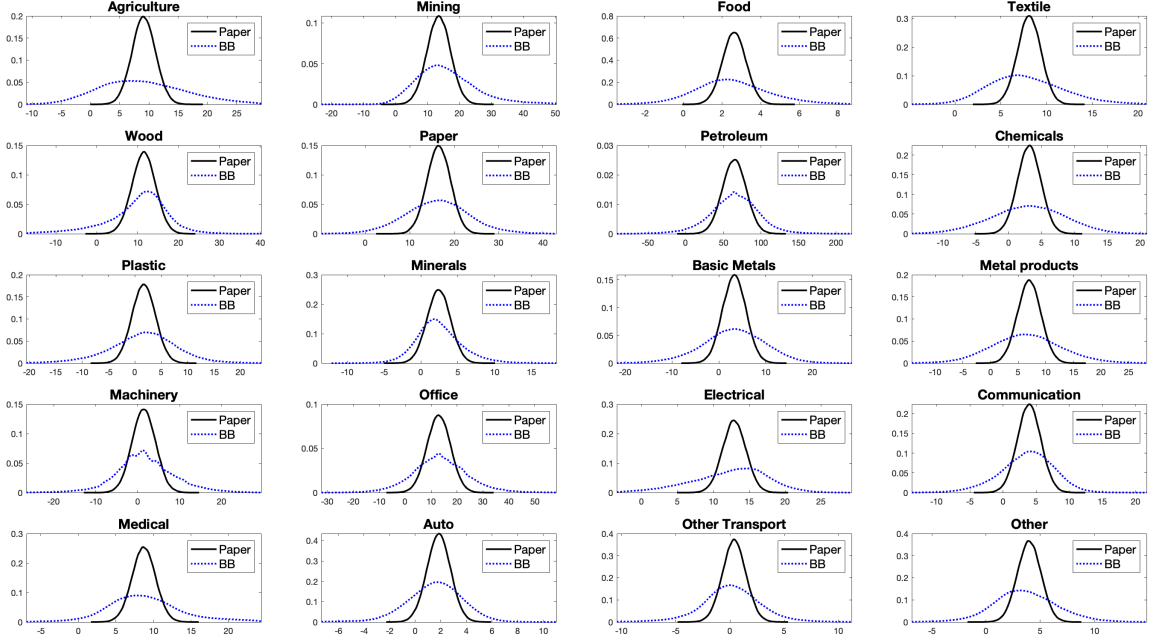 Agriculture
0.2
0.15
0.1
0.05
0
-10 -5 0 5 10 15 20 25
Paper
BB
Mining
0.1
0.05
0
-20 -10 0 10 20 30 40 50
Paper
BB
Food
0.8
0.6
0.4
0.2
0
-2 0 2 4 6 8
Paper
BB
Textile
0.3
0.2
0.1
0
0 5 10 15 20
Paper
BB
Wood
0.15
0.1
0.05
0
-10 0 10 20 30 40
Paper
BB
Paper
0.15
0.1
0.05
0
-10 0 10 20 30 40
Paper
BB
Petroleum
0.03
0.02
0.01
0
-50 0 50 100 150 200
Paper
BB
Chemicals
0.2
0.15
0.1
0.05
0
-10 -5 0 5 10 15 20
Paper
BB
Plastic
0.2
0.15
0.1
0.05
0
-20 -15 -10 -5 0 5 10 15 20
Paper
BB
Minerals
0.3
0.2
0.1
0
-10 -5 0 5 10 15
Paper
BB
Basic Metals
0.15
0.1
0.05
0
-20 -10 0 10 20
Paper
BB
Metal products
0.2
0.15
0.1
0.05
0
-10 -5 0 5 10 15 20 25
Paper
BB
Machinery
0.15
0.1
0.05
0
-20 -10 0 10 20
Paper
BB
Office
0.1
0.05
0
-30 -20 -10 0 10 20 30 40 50
Paper
BB
Electrical
0.3
0.2
0.1
0
0 5 10 15 20 25
Paper
BB
Communication
0.2
0.15
0.1
0.05
0
-10 -5 0 5 10 15 20
Paper
BB
Medical
0.3
0.2
0.1
0
-5 0 5 10 15 20
Paper
BB
Auto
0.4
0.3
0.2
0.1
0
-6 -4 -2 0 2 4 6 8 10
Paper
BB
Other Transport
0.4
0.3
0.2
0.1
0
-10 -5 0 5 10
Paper
BB
Other
0.4
0.3
0.2
0.1
0
-5 0 5 10
Paper
BB